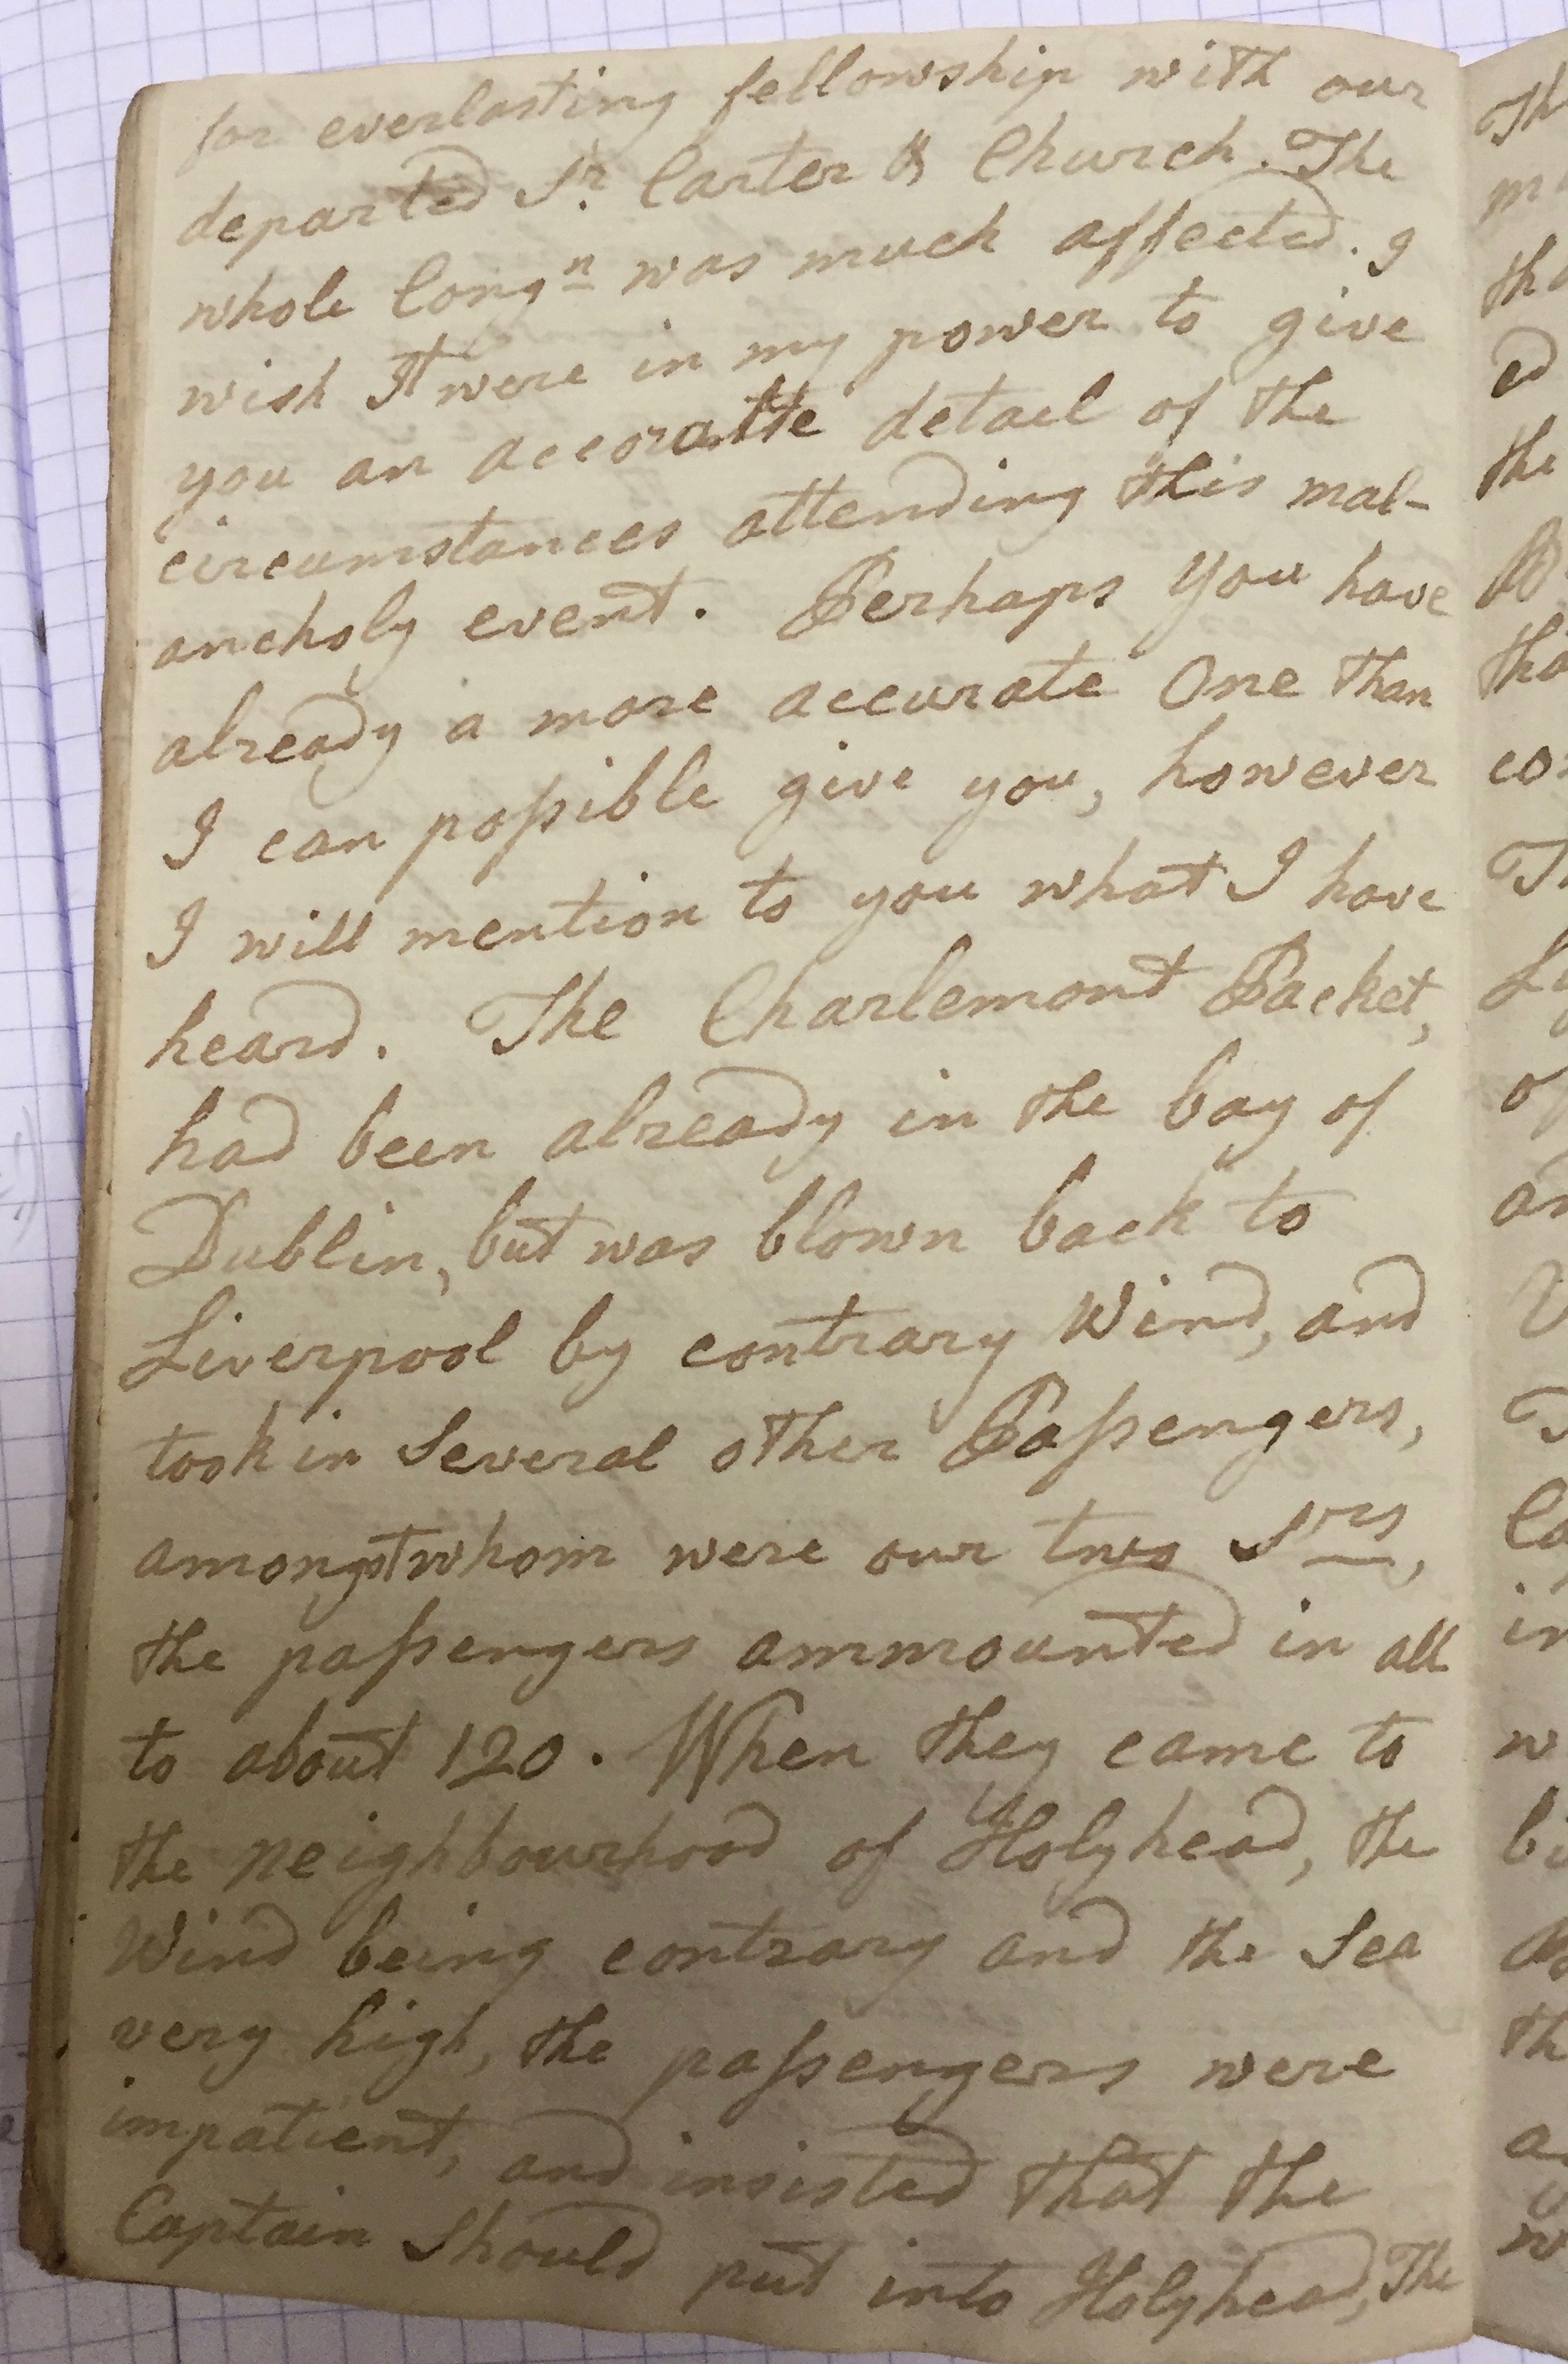 for everlasting fellowship with our
departed Sr. Carter & Church. The
whole Congn was much affected. I
wish It were in my power to give
you an accoratte detael of the
circumstances attending this mal-
ancholy event. Perhaps You have
already a more accurate One than
I can possible give you, however
I will mention to you what I have
heard. The Charlemont Packet,
had been already in the bay of
Dublin, but was blown back to
Liverpool by contrary Wind, and
took in Several other Passengers,
amongst whom were our two Srs,
the passengers ammounted in all
to about 120. When they came to
the neighbourhood of Holyhead, the
Wind being contrary and the Sea
very high, the passengers were
impatient, and insisted that the
Captain Should put into Holyhead, The